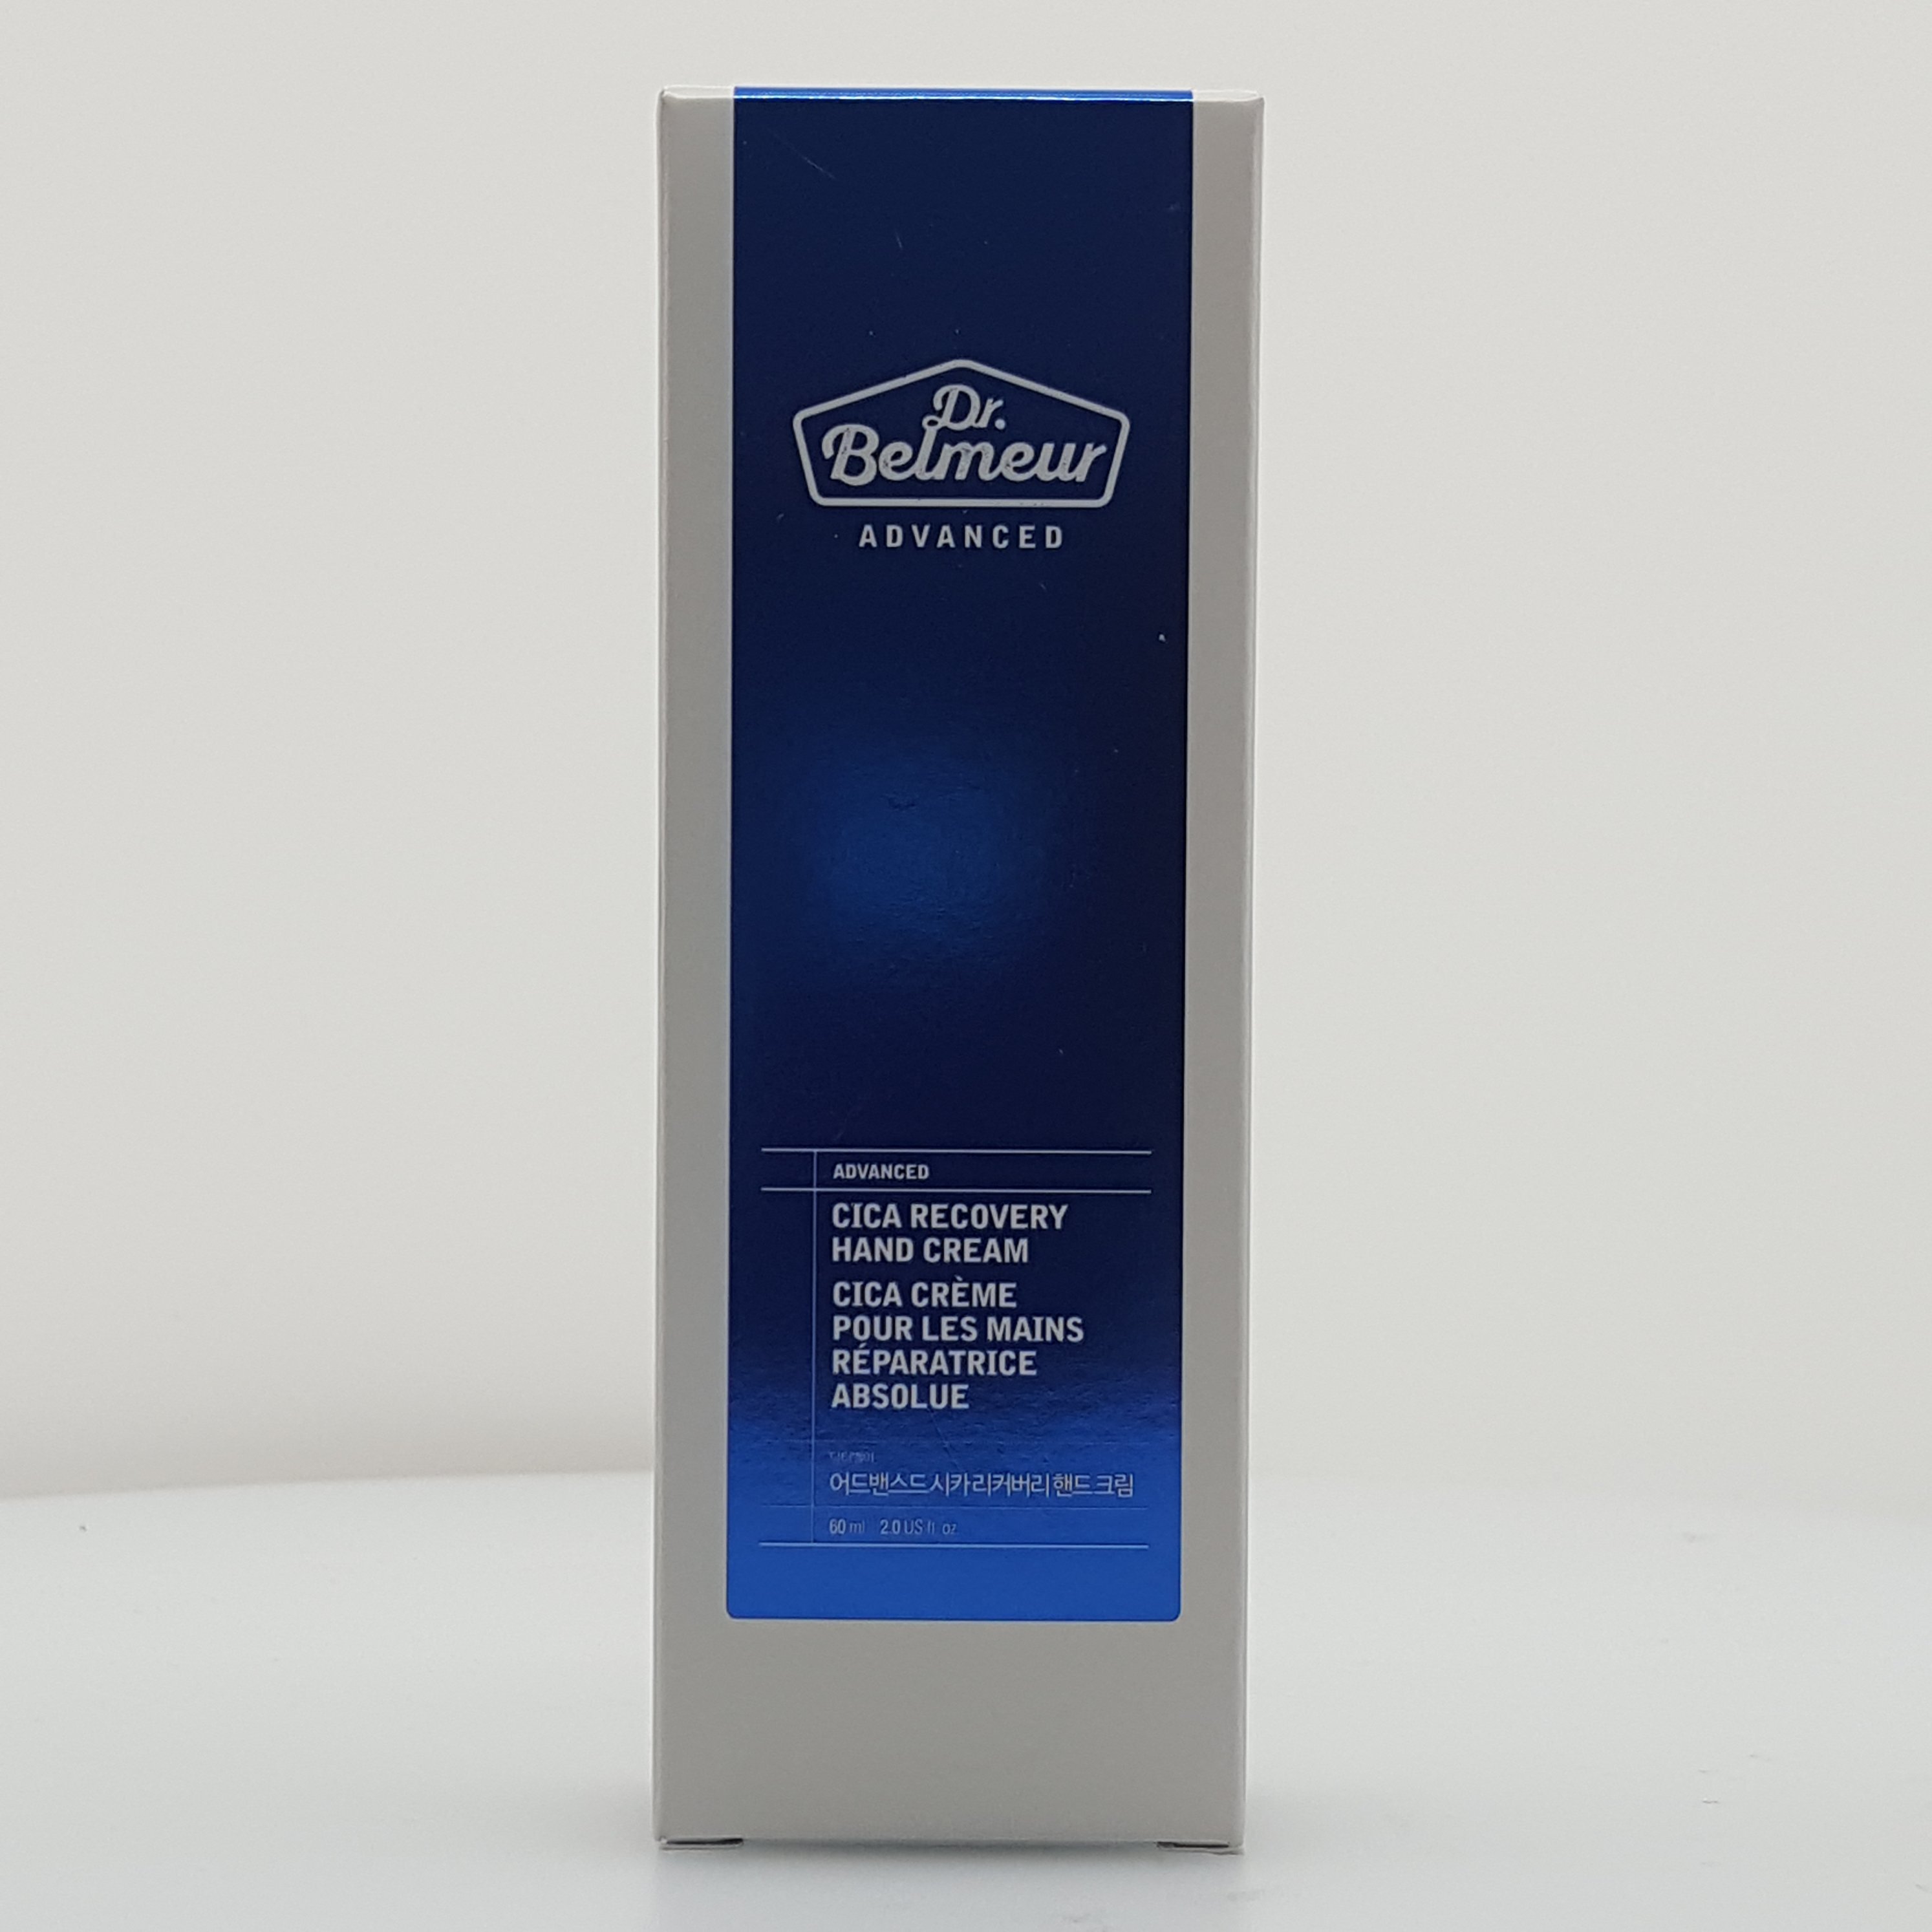 Dr.
Belmeur
ADVANCED
ADVANCED
CICA RECOVERY
HAND CREAM
CICA CRÈME
POUR LES MAINS
RÉPARATRICE
ABSOLUE
어드밴스드 시카 리커버리 핸드 크림
60 ml 2.0 US fl. oz